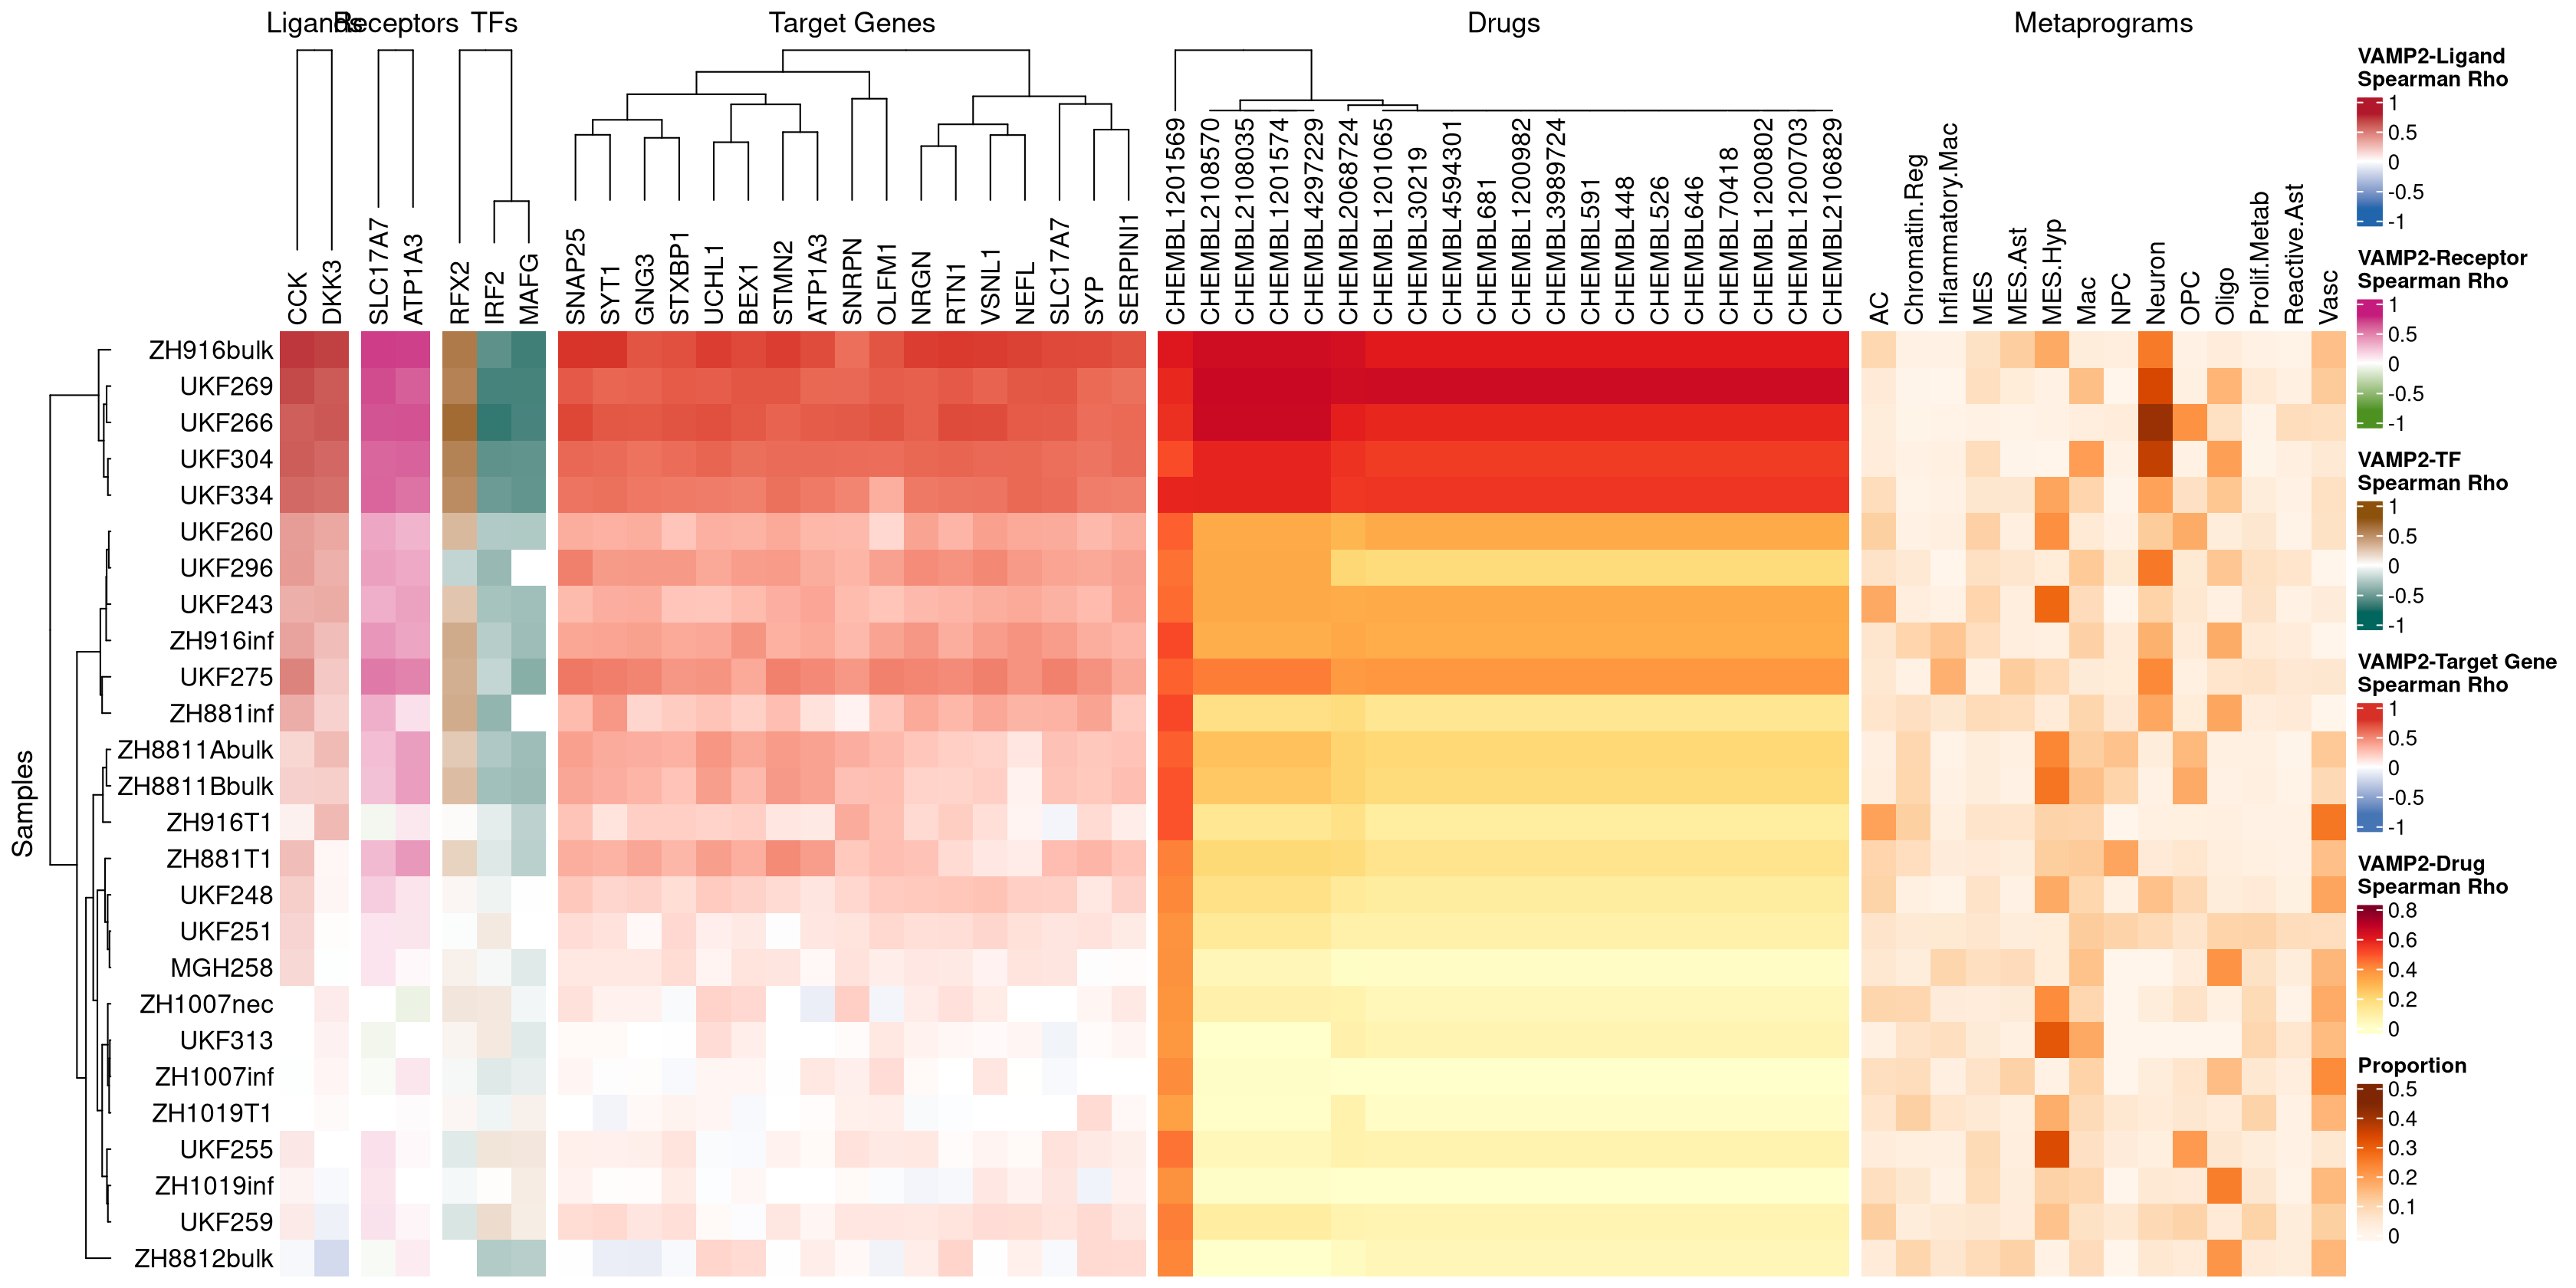 Ligands
Receptors
TFs
Target Genes
Drugs
Metaprograms
CCK
DKK3
SLC17A7
ATP1A3
RFX2
IRF2
MAFG
SNAP25
SYT1
GNG3
STXBP1
UCHL1
BEX1
STMN2
ATP1A3
SNRPN
OLFM1
NRGN
RTN1
VSNL1
NEFL
SLC17A7
SYP
SERPINI1
CHEMBL1201569
CHEMBL2108570
CHEMBL2108035
CHEMBL1201574
CHEMBL4297229
CHEMBL2068724
CHEMBL1201065
CHEMBL302219
CHEMBL4594301
CHEMBL681
CHEMBL1200982
CHEMBL3989724
CHEMBL591
CHEMBL448
CHEMBL526
CHEMBL646
CHEMBL70418
CHEMBL1200802
CHEMBL1200703
CHEMBL2106829
AC
Chromatin.Reg
Inflammatory.Mac
MES
MES.Ast
MES.Hyp
Mac
NPC
Neuron
OPC
Oligo
Prolif.Metab
Reactive.Ast
Vasc
Samples
ZH916bulk
UKF269
UKF266
UKF304
UKF334
UKF260
UKF296
UKF243
ZH916inf
UKF275
ZH881inf
ZH8811Abulk
ZH8811Bbulk
ZH916T1
ZH881T1
UKF248
UKF251
MGH258
ZH1007nec
UKF313
ZH1007inf
ZH1019T1
UKF255
ZH1019inf
UKF259
ZH8812bulk
VAMP2-Ligand
Spearman Rho
1
0.5
0
-0.5
-1
VAMP2-Receptor
Spearman Rho
1
0.5
0
-0.5
-1
VAMP2-TF
Spearman Rho
1
0.5
0
-0.5
-1
VAMP2-Target Gene
Spearman Rho
1
0.5
0
-0.5
-1
VAMP2-Drug
Spearman Rho
0.8
0.6
0.4
0.2
0
Proportion
0.5
0.4
0.3
0.2
0.1
0